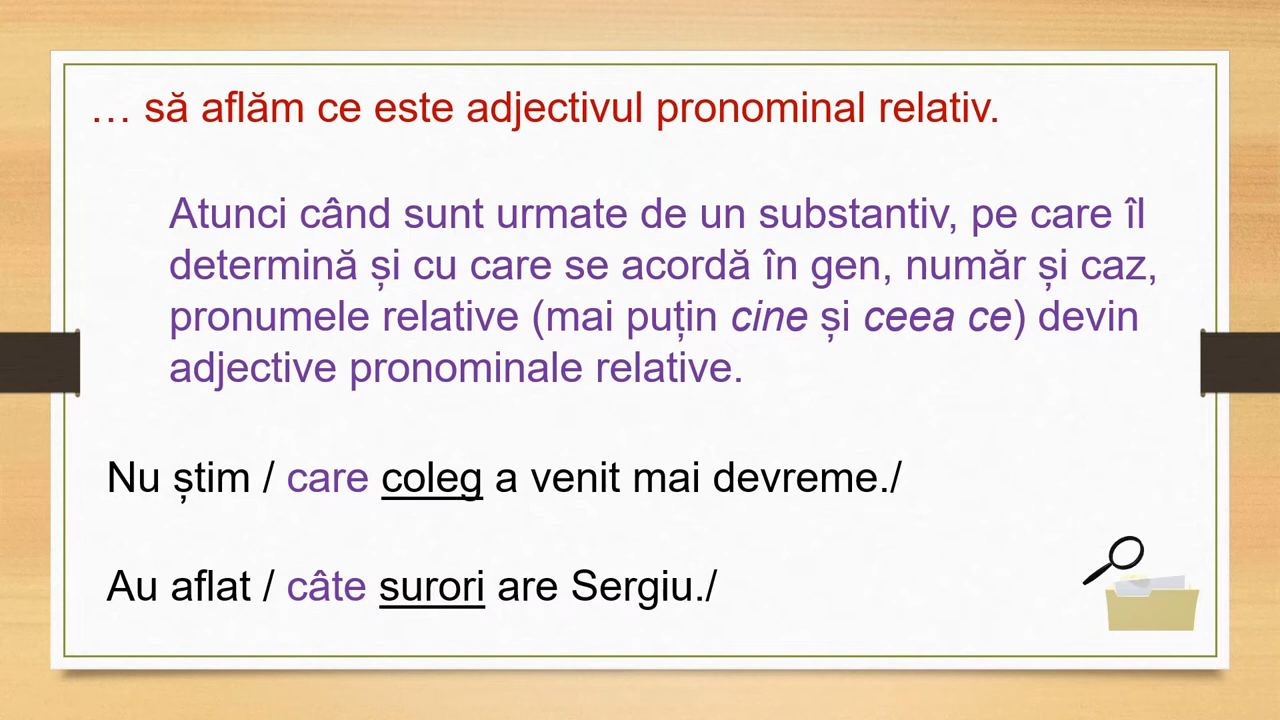 … să aflăm ce este adjectivul pronominal relativ.
Atunci când sunt urmate de un substantiv, pe care îl
determină și cu care se acordă în gen, număr și caz,
pronumele relative (mai puțin cine și ceea ce) devin
adjective pronominale relative.
Nu știm / care coleg a venit mai devreme./
Au aflat / câte surori are Sergiu./